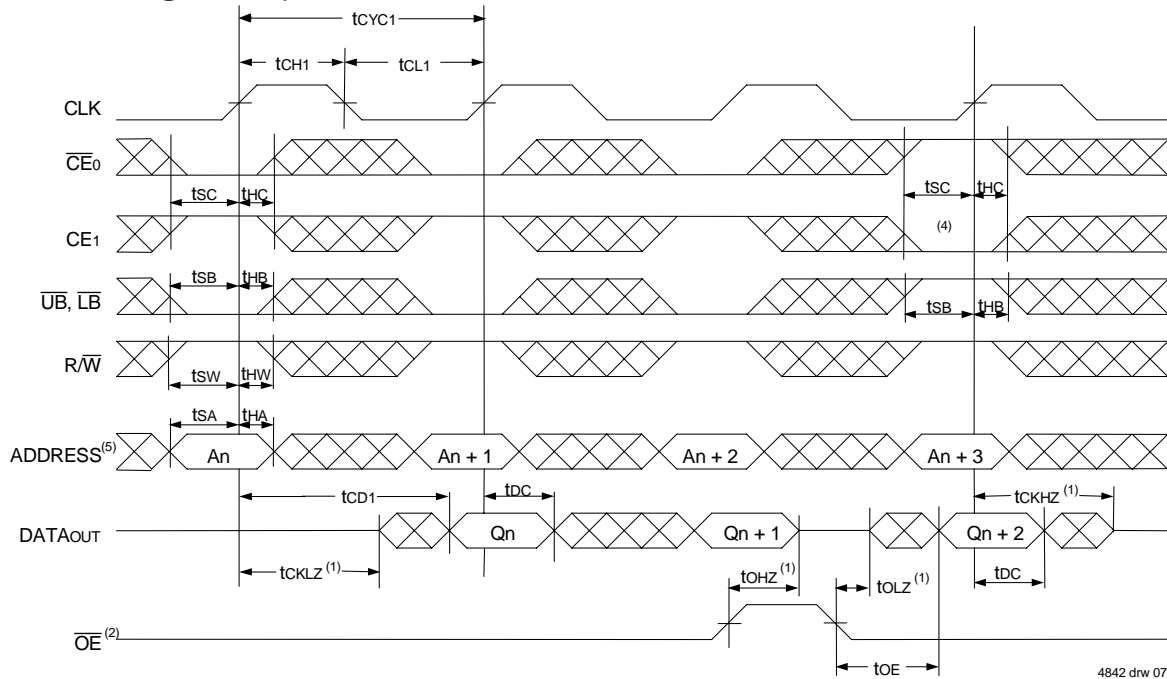 tCYC1
tCH1 tCL1
CLK
CE0
tSC tHC tSC tHC
CE1 (4)
tSB tHB
UB, LB
tSB tHB
R/W
tSW tHW
tSA tHA
ADDRESS(5) An An + 1 An + 2 An + 3
tCD1 tDC tCKHZ (1)
DATAOUT Qn Qn + 1 Qn + 2
tCKLZ (1) tOHZ (1) tOLZ (1) tDC
OE (2)
tOE
4842 drw 07